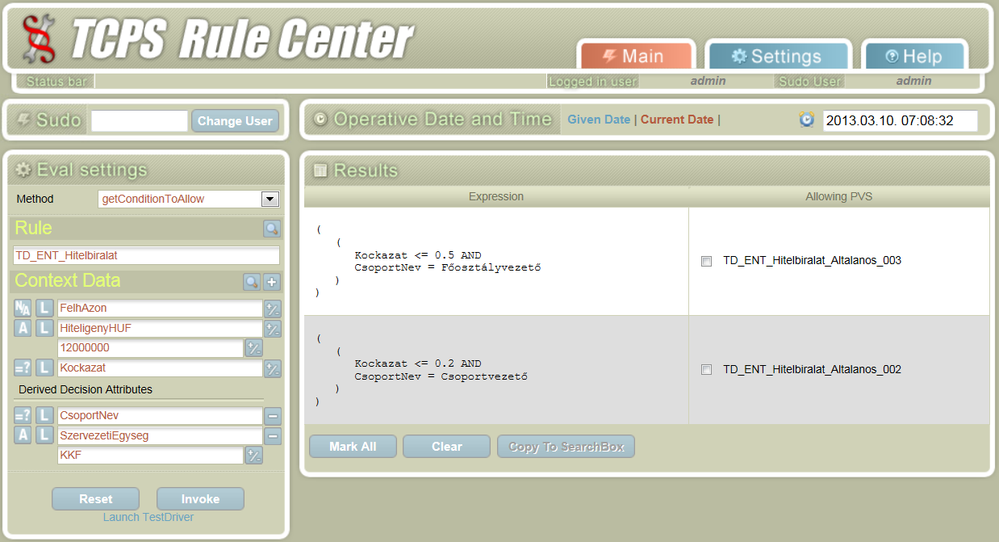 TCPS Rule Center
Main
Settings
Help
Status bar
Logged in user
admin
Sudo User
admin
Sudo
Change User
Operative Date and Time
Given Date | Current Date |
2013.03.10. 07:08:32
Eval settings
Method
getConditionToAllow
Rule
TD_ENT_Hitelbiralat
Context Data
N/A L FelhAzon +/-
A L HiteligenyHUF +/-
12000000 +/-
=? L Kockazat +/-
Derived Decision Attributes
=? L CsoportNev −
A L SzervezetiEgyseg −
KKF +/-
Reset
Invoke
Launch TestDriver
Results
Expression
Allowing PVS
(
(
Kockazat <= 0.5 AND
CsoportNev = Főosztályvezető
)
)
TD_ENT_Hitelbiralat_Altalanos_003
(
(
Kockazat <= 0.2 AND
CsoportNev = Csoportvezető
)
)
TD_ENT_Hitelbiralat_Altalanos_002
Mark All
Clear
Copy To SearchBox